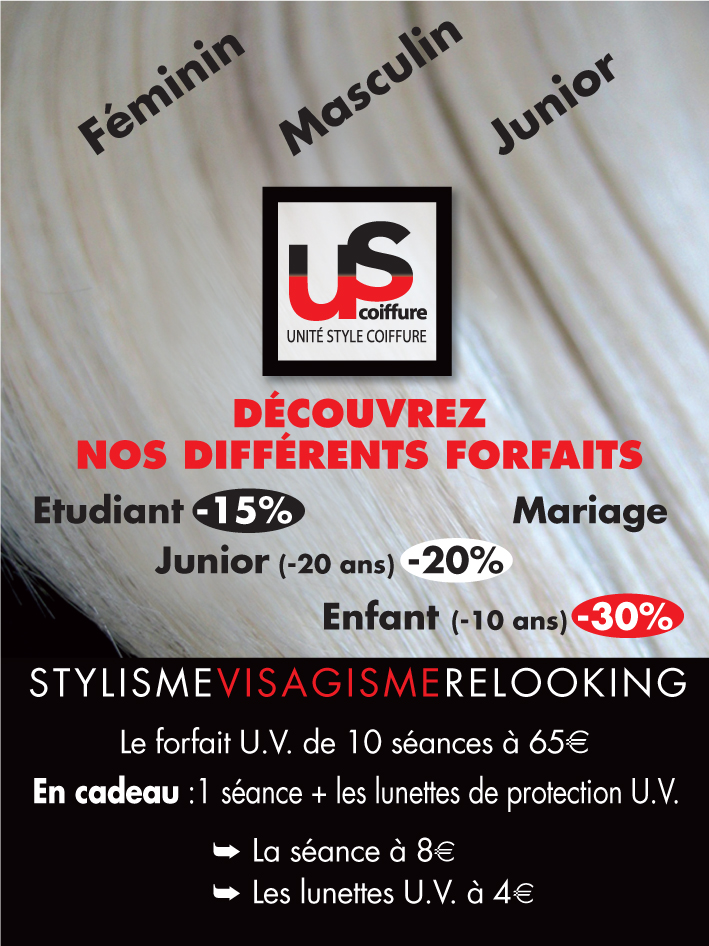 Féminin
Masculin
Junior
US
coiffure
UNITÉ STYLE COIFFURE
DÉCOUVREZ
NOS DIFFÉRENTS FORFAITS
Etudiant -15% Mariage
Junior (-20 ans) -20%
Enfant (-10 ans) -30%
STYLISMEVISAGISMERELOOKING
Le forfait U.V. de 10 séances à 65€
En cadeau :1 séance + les lunettes de protection U.V.
➥ La séance à 8€
➥ Les lunettes U.V. à 4€